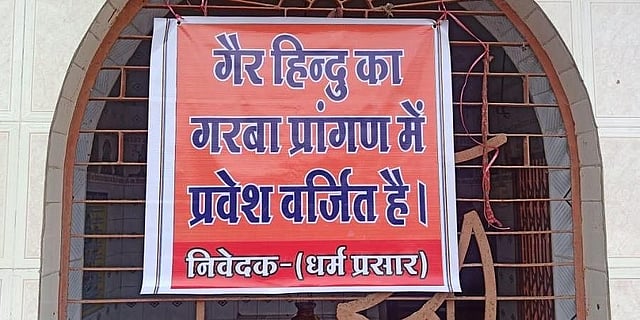 गैर हिन्दु का
गरबा प्रांगण में
प्रवेश वर्जित है।
निवेदक-(धर्म प्रसार)